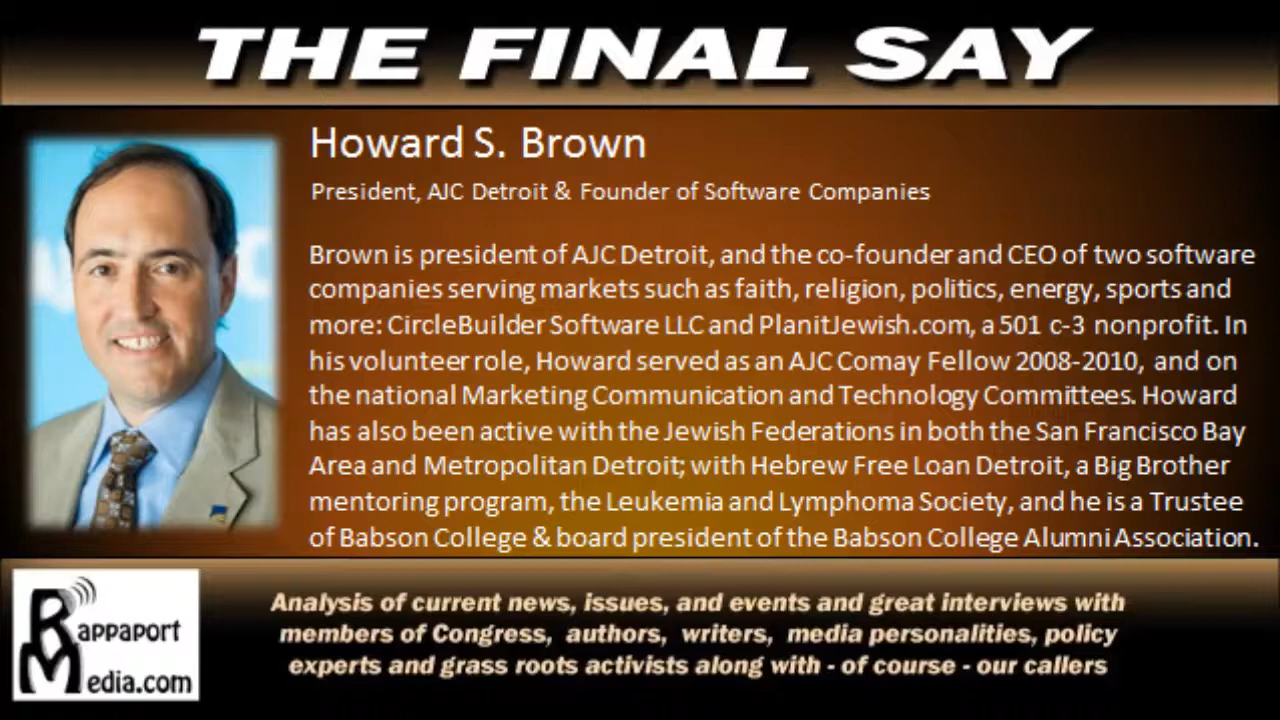 THE FINAL SAY
Howard S. Brown
President, AJC Detroit & Founder of Software Companies
Brown is president of AJC Detroit, and the co-founder and CEO of two software
companies serving markets such as faith, religion, politics, energy, sports and
more: CircleBuilder Software LLC and PlanitJewish.com, a 501 c-3 nonprofit. In
his volunteer role, Howard served as an AJC Comay Fellow 2008-2010, and on
the national Marketing Communication and Technology Committees. Howard
has also been active with the Jewish Federations in both the San Francisco Bay
Area and Metropolitan Detroit; with Hebrew Free Loan Detroit, a Big Brother
mentoring program, the Leukemia and Lymphoma Society, and he is a Trustee
of Babson College & board president of the Babson College Alumni Association.
Rappaport
Media.com
Analysis of current news, issues, and events and great interviews with
members of Congress, authors, writers, media personalities, policy
experts and grass roots activists along with - of course - our callers